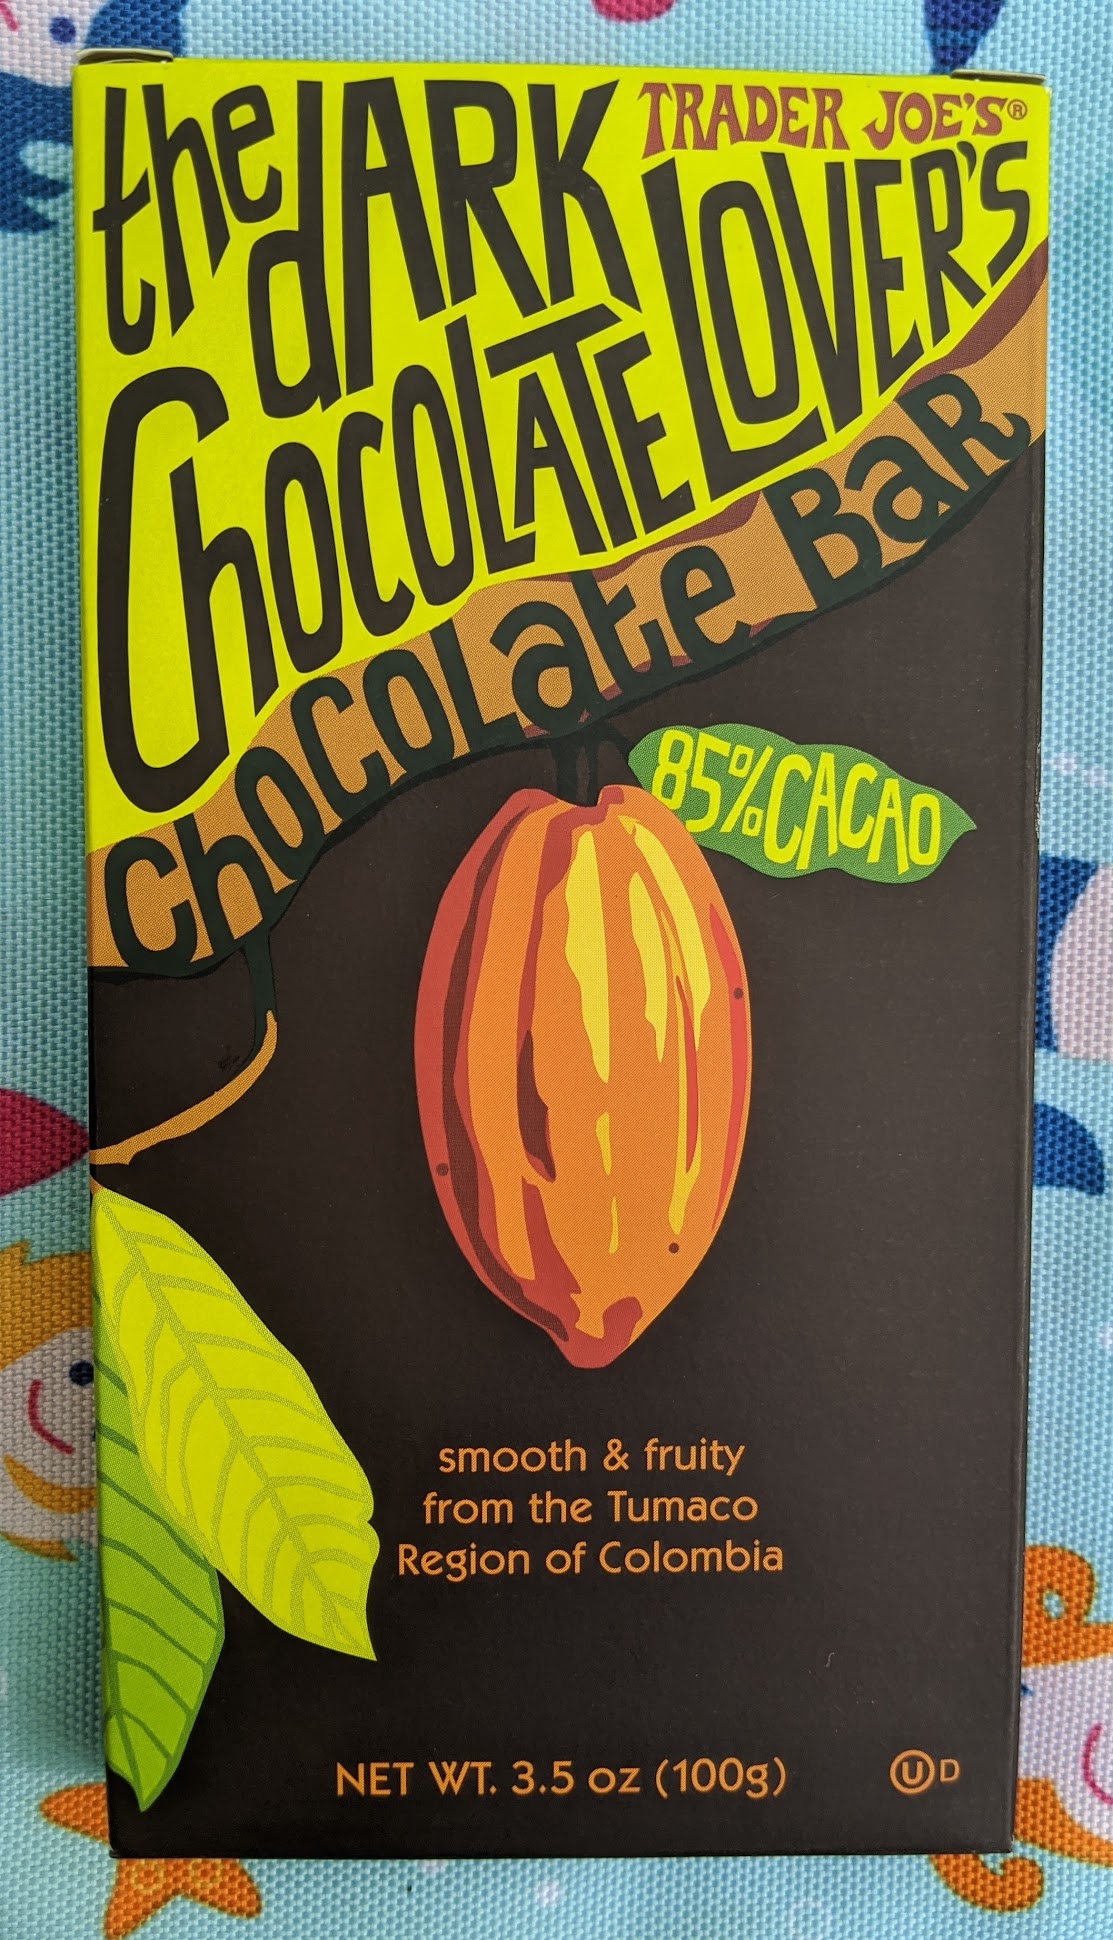 TRADER JOE'S®
the dARK
CHOCOLATE LOVER'S
Chocolate Bar
85% CACAO
smooth & fruity
from the Tumaco
Region of Colombia
NET WT. 3.5 oz (100g)
U D